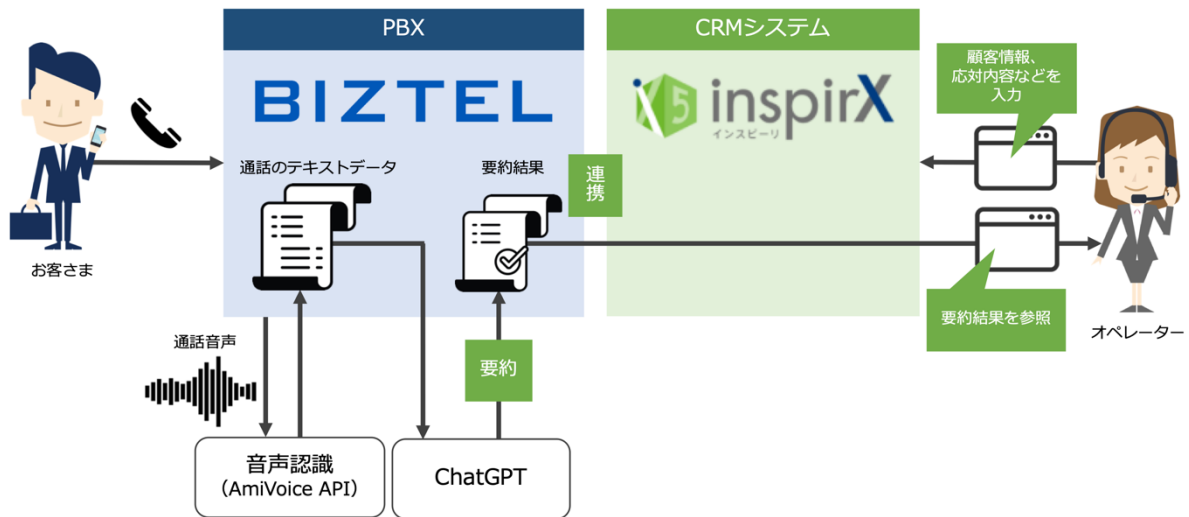 PBX
CRMシステム
BIZTEL
X5 inspirX
インスピーリ
顧客情報、
応対内容などを
入力
通話のテキストデータ
要約結果
連携
お客さま
要約結果を参照
オペレーター
通話音声
要約
音声認識
（AmiVoice API）
ChatGPT